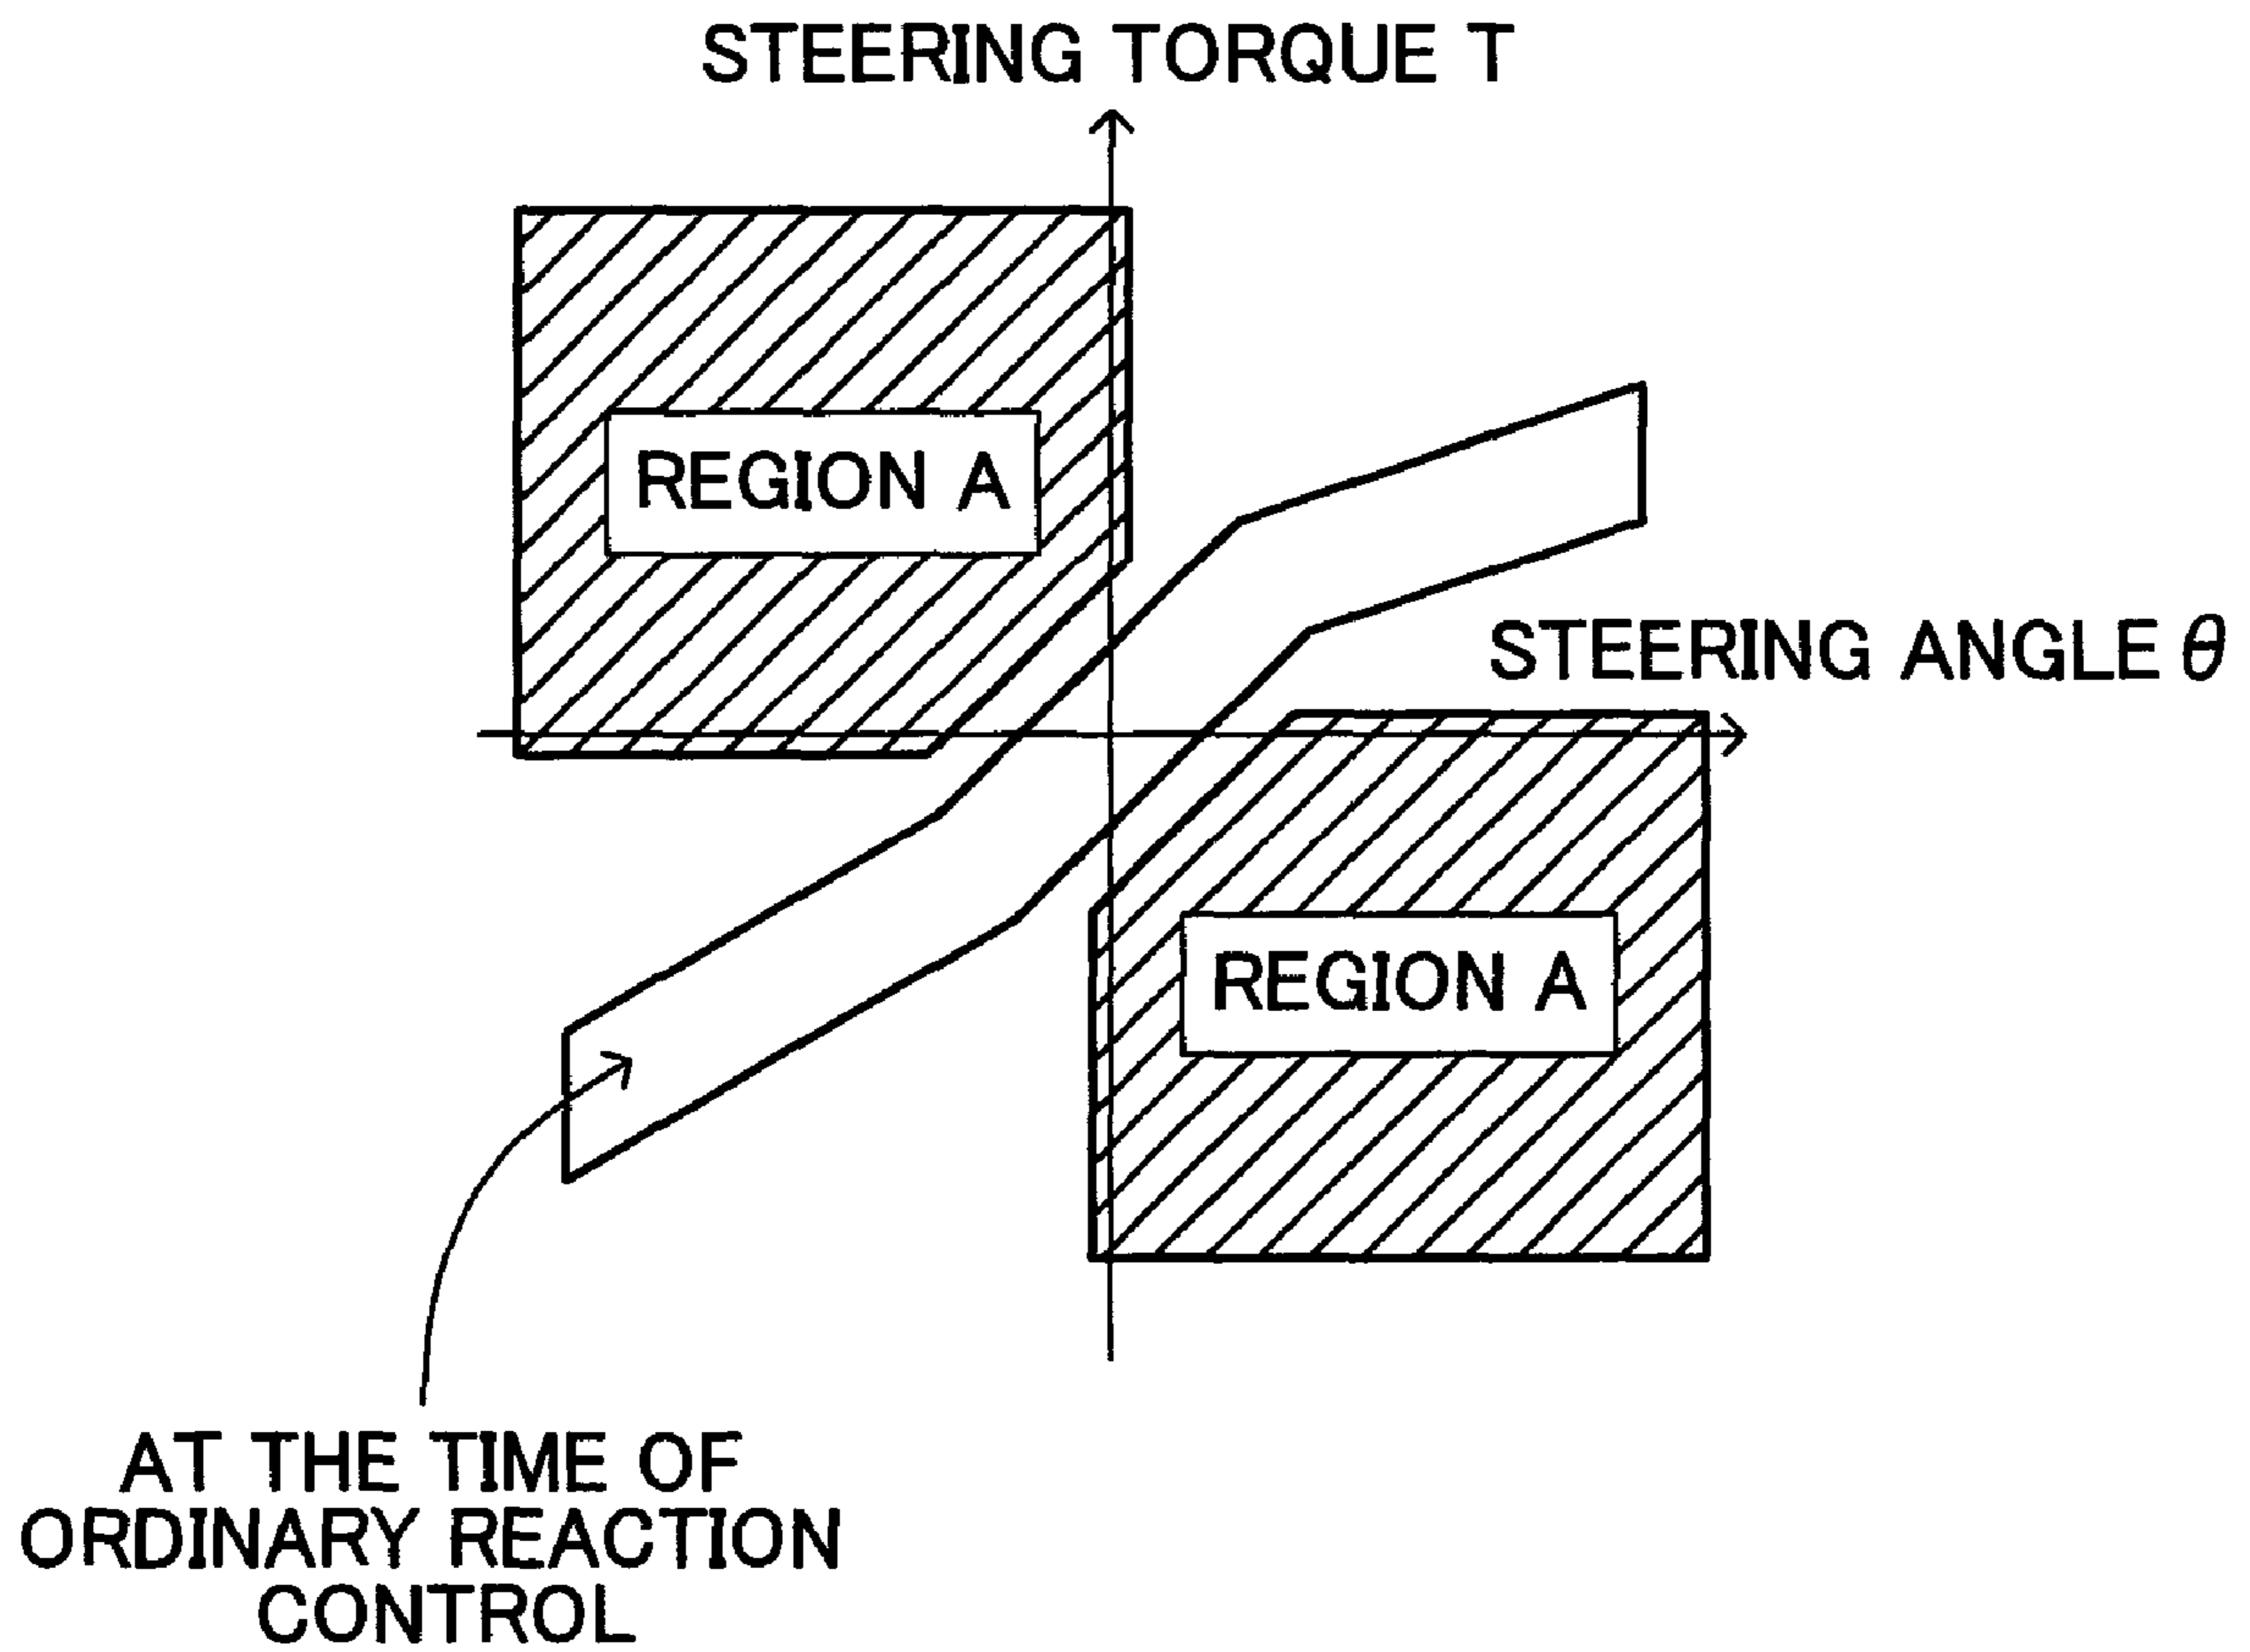 STEERING TORQUE T
REGION A
STEERING ANGLE θ
REGION A
AT THE TIME OF
ORDINARY REACTION
CONTROL